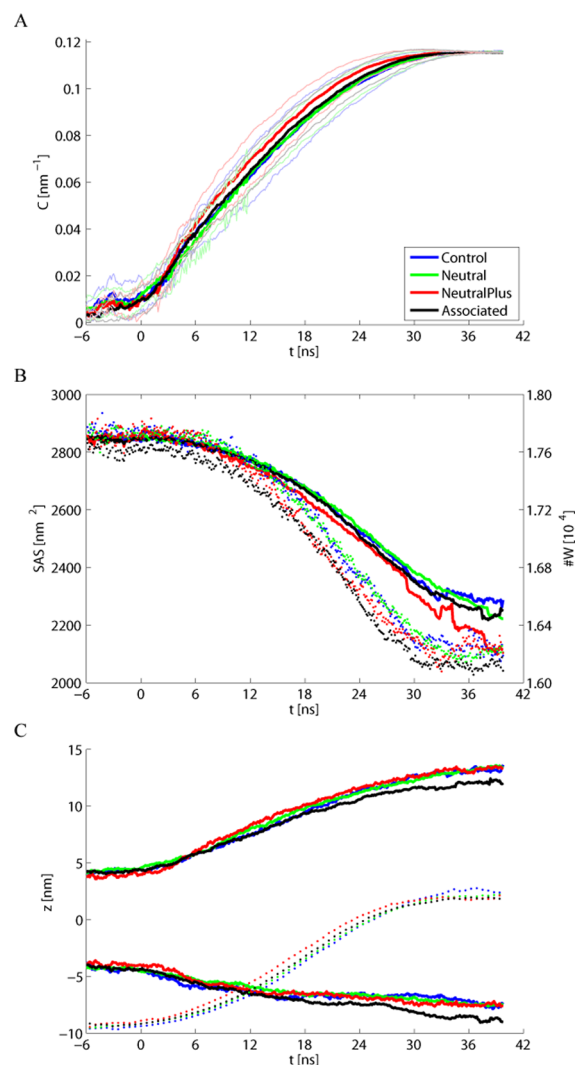 A
0.12
0.1
0.08
0.06
0.04
0.02
0
C [nm⁻¹]
Control
Neutral
NeutralPlus
Associated
−6 0 6 12 18 24 30 36 42
t [ns]
B
3000 1.80
2800 1.76
2600 1.72
2400 1.68
2200 1.64
2000 1.60
SAS [nm²]
#W [10⁴]
−6 0 6 12 18 24 30 36 42
t [ns]
C
15
10
5
0
−5
−10
z [nm]
−6 0 6 12 18 24 30 36 42
t [ns]